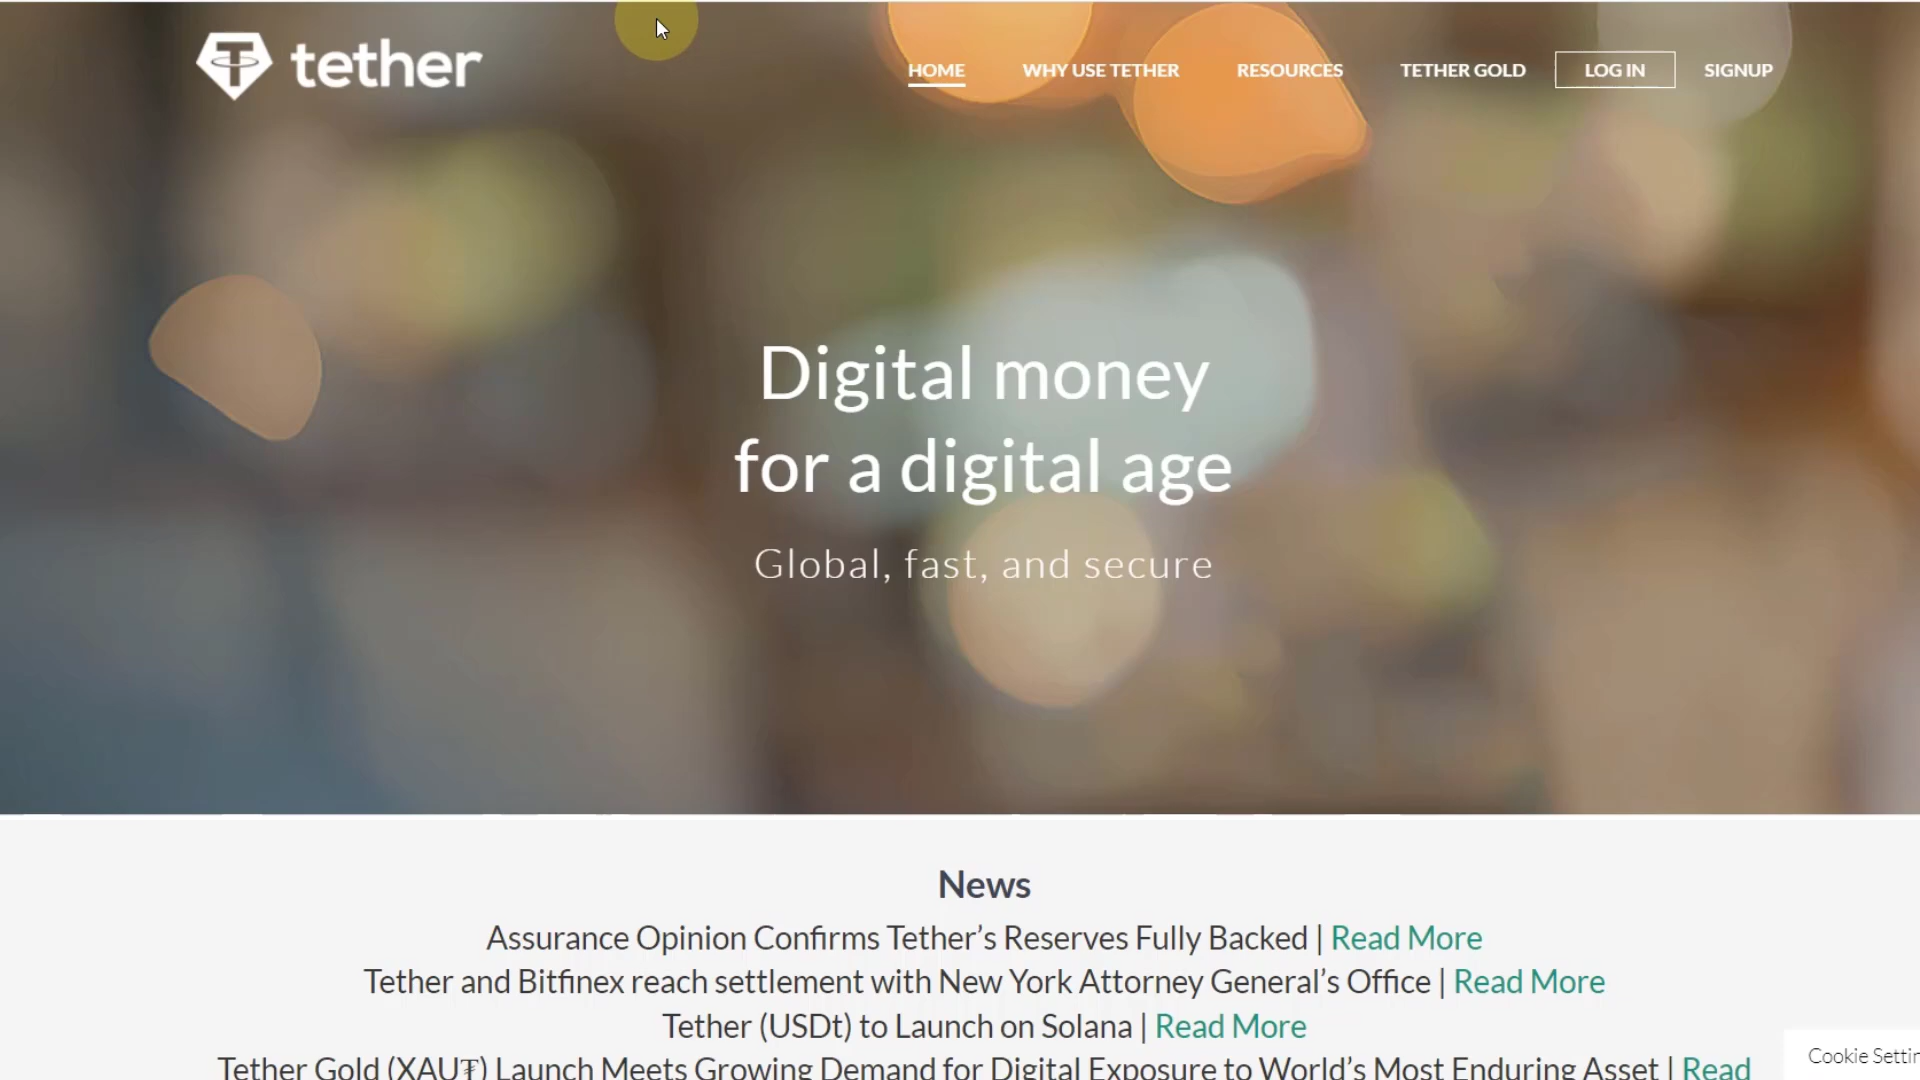 tether
HOME WHY USE TETHER RESOURCES TETHER GOLD LOG IN SIGNUP
Digital money
for a digital age
Global, fast, and secure
News
Assurance Opinion Confirms Tether’s Reserves Fully Backed | Read More
Tether and Bitfinex reach settlement with New York Attorney General’s Office | Read More
Tether (USDt) to Launch on Solana | Read More
Tether Gold (XAU₮) Launch Meets Growing Demand for Digital Exposure to World’s Most Enduring Asset | Read
Cookie